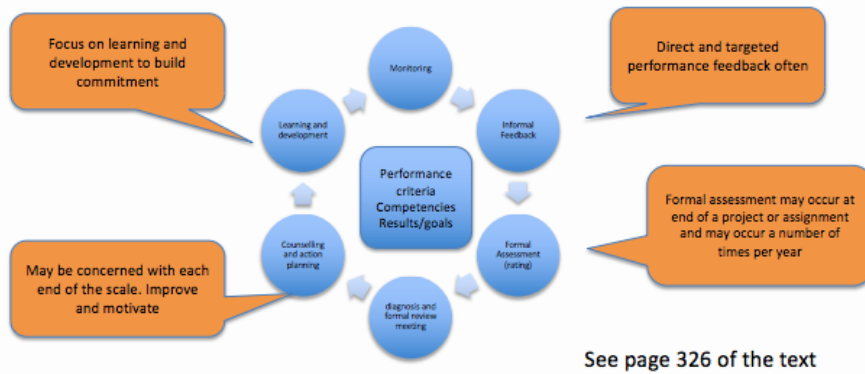 Focus on learning and
development to build
commitment
Monitoring
Direct and targeted
performance feedback often
Learning and
development
Informal
Feedback
Performance
criteria
Competencies
Results/goals
Formal assessment may occur at
end of a project or assignment
and may occur a number of
times per year
Counselling
and action
planning
Formal
Assessment
(rating)
May be concerned with each
end of the scale. Improve
and motivate
diagnosis and
formal review
meeting
See page 326 of the text